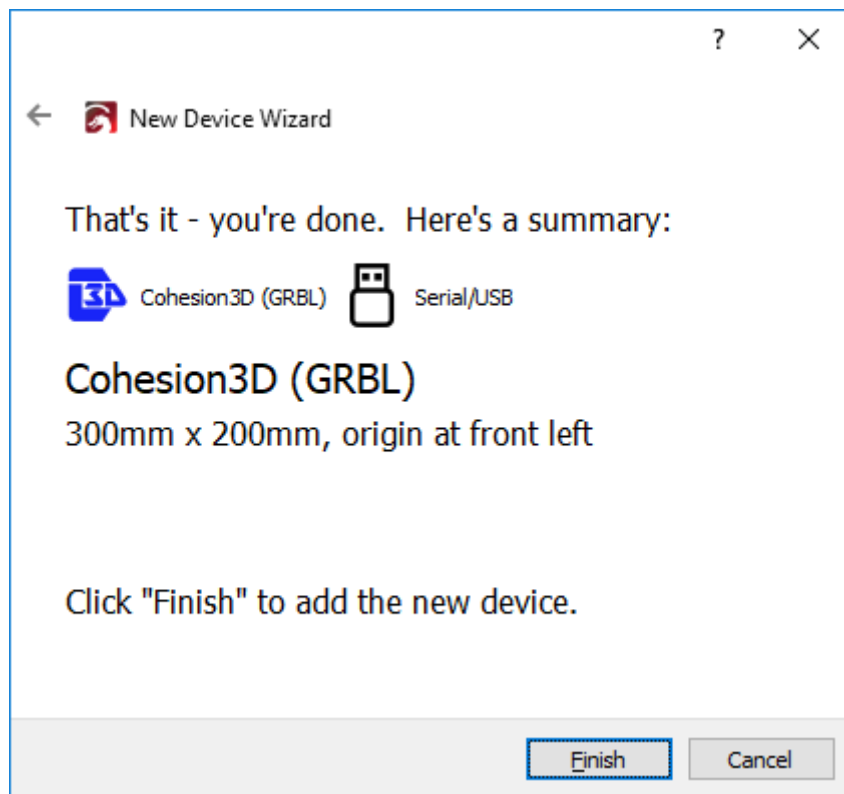 ?
New Device Wizard
That's it - you're done. Here's a summary:
3D Cohesion3D (GRBL) Serial/USB
Cohesion3D (GRBL)
300mm x 200mm, origin at front left
Click "Finish" to add the new device.
Finish Cancel